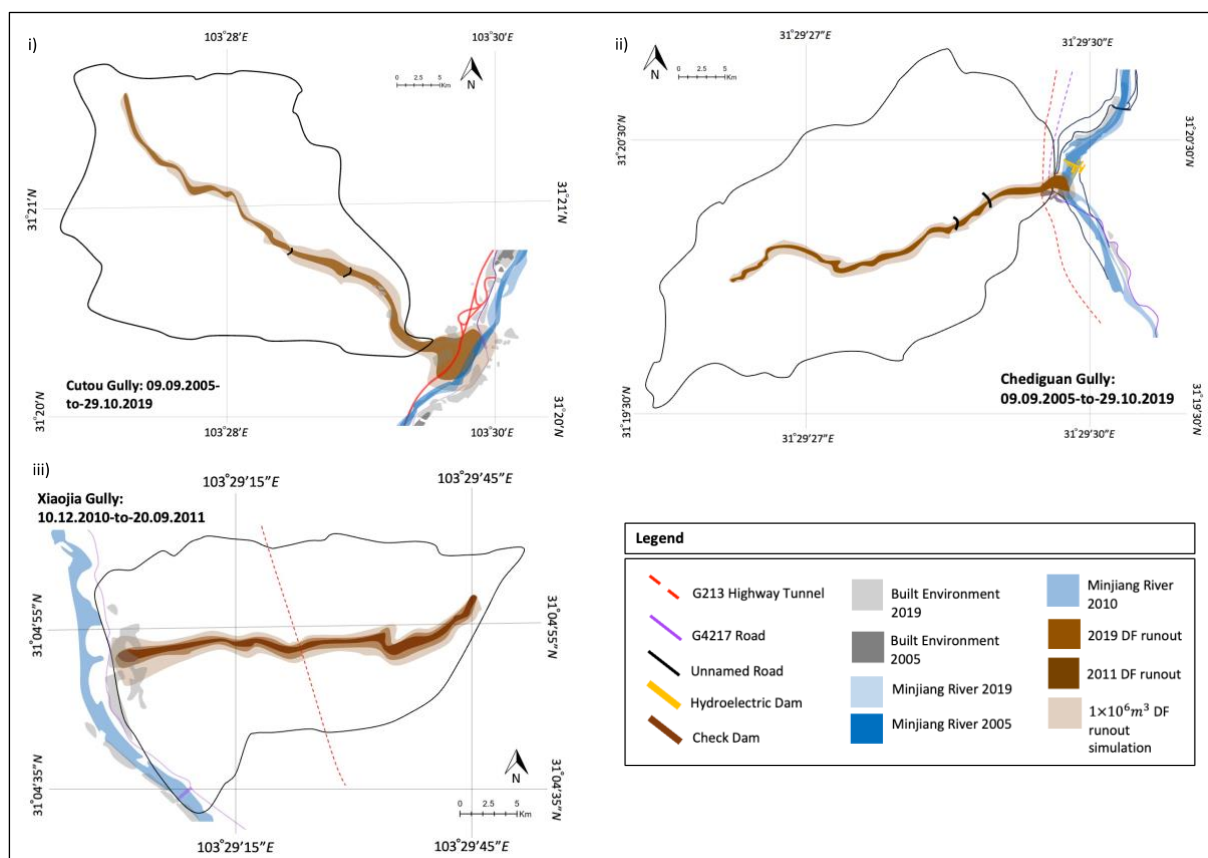 i)
103°28'E
103°30'E
N
0 2.5 5
Km
31°21'N
31°21'N
Cutou Gully: 09.09.2005-
to-29.10.2019
31°20'N
31°20'N
103°28'E
103°30'E
ii)
31°29'27
31°29'30"
N
0 2.5 5
Km
31°20'30"N
31°20'30"N
Chediguan Gully:
09.09.2005-to-29.10.2019
31°19'30"N
31°19'30"N
31°29'27
31°29'30"
iii)
Xiaojia Gully:
10.12.2010-to-20.09.2011
103°29'15"E
103°29'45"E
31°04'55"N
31°04'55"N
31°04'35"N
31°04'35"N
N
0 2.5 5
Km
103°29'15"E
103°29'45"E
Legend
G213 Highway Tunnel
G4217 Road
Unnamed Road
Hydroelectric Dam
Check Dam
Built Environment
2019
Built Environment
2005
Minjiang River 2019
Minjiang River 2005
Minjiang River
2010
2019 DF runout
2011 DF runout
1×10⁶m³ DF
runout
simulation